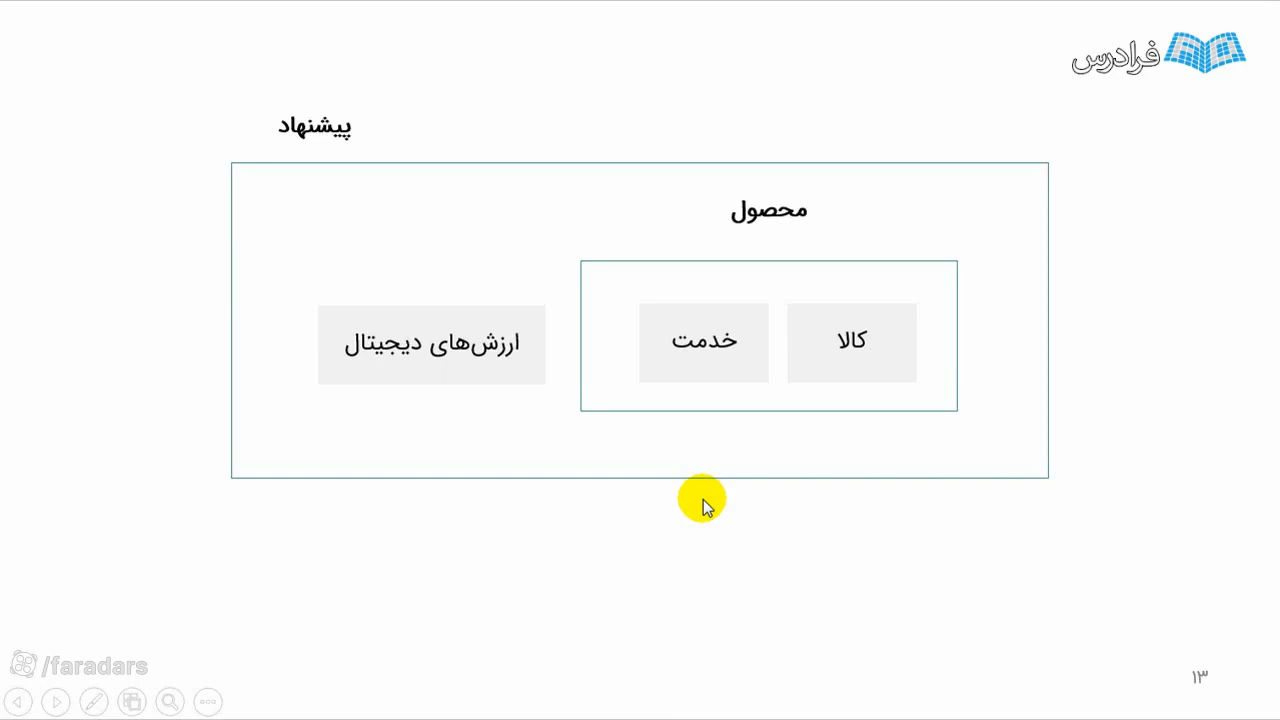 فرادرس
پیشنهاد
محصول
کالا
خدمت
ارزش‌های دیجیتال
/faradars
۱۳